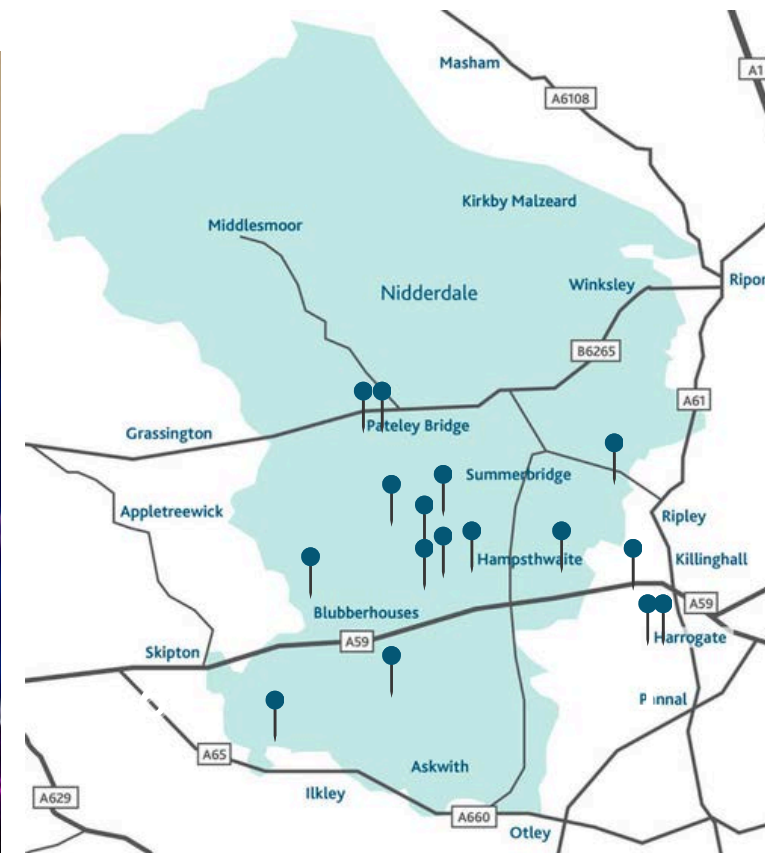 Masham
A1
A6108
Kirkby Malzeard
Middlesmoor
Winksley
Ripon
Nidderdale
B6265
A61
Pateley Bridge
Grassington
Summerbridge
Appletreewick
Ripley
Hampsthwaite
Killinghall
A59
Blubberhouses
A59
Harrogate
Skipton
A65
Askwith
Ilkley
A629
A660
Otley